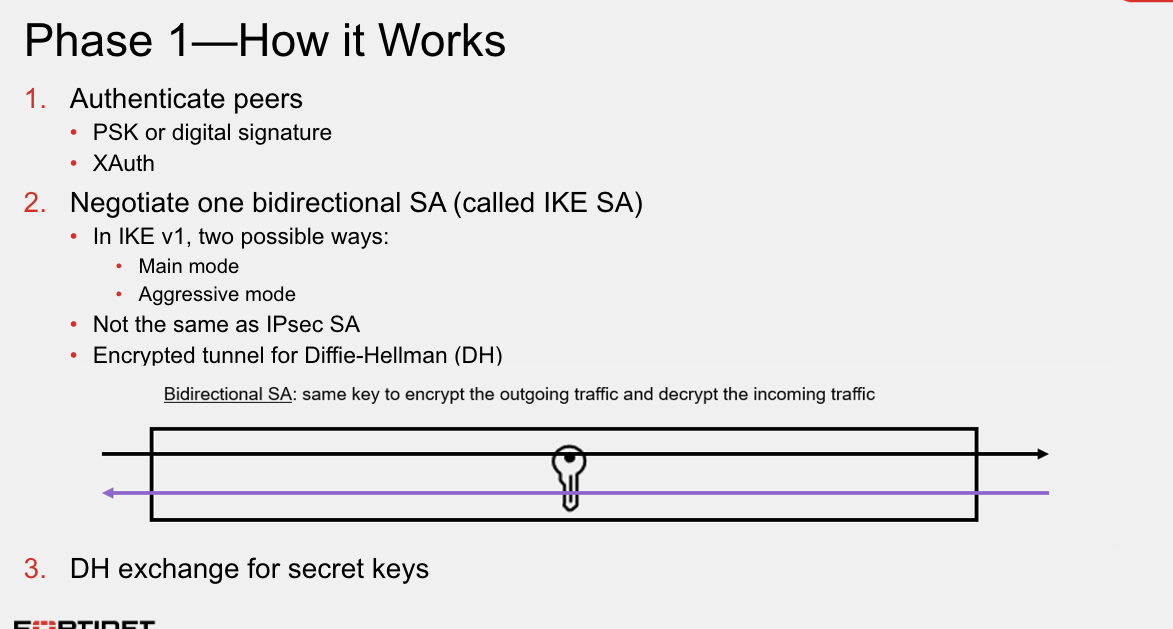 Phase 1—How it Works
1. Authenticate peers
• PSK or digital signature
• XAuth
2. Negotiate one bidirectional SA (called IKE SA)
• In IKE v1, two possible ways:
• Main mode
• Aggressive mode
• Not the same as IPsec SA
• Encrypted tunnel for Diffie-Hellman (DH)
Bidirectional SA: same key to encrypt the outgoing traffic and decrypt the incoming traffic
3. DH exchange for secret keys
FORTINET